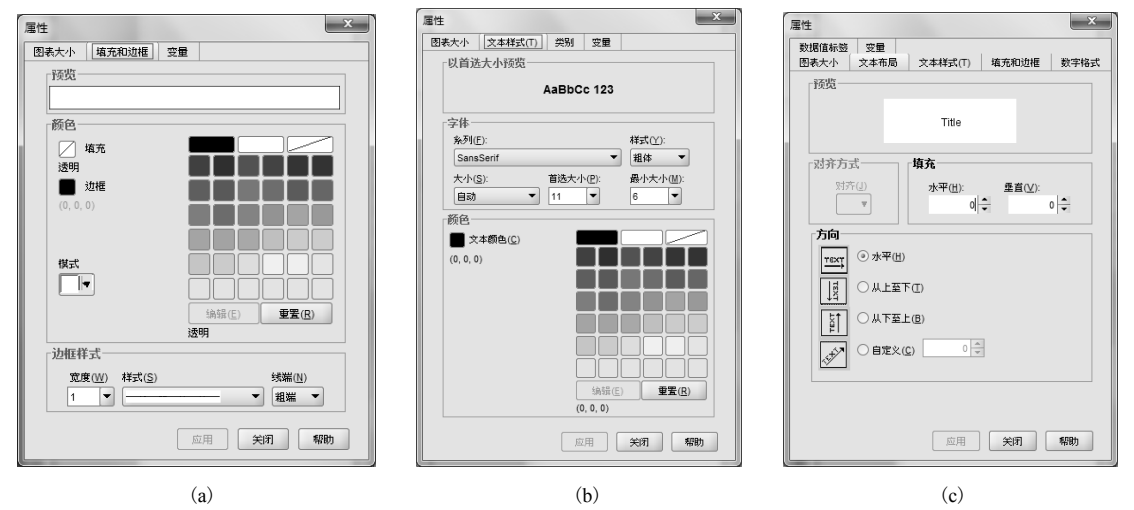 属性
图表大小 填充和边框 变量
预览
颜色
填充
透明
边框
(0, 0, 0)
模式
编辑(E) 重置(R)
透明
边框样式
宽度(W) 样式(S) 线端(N)
1 粗端
应用 关闭 帮助
(a)
属性
图表大小 文本样式(T) 类别 变量
以首选大小预览
AaBbCc 123
字体
系列(F): 样式(Y):
SansSerif 粗体
大小(S): 首选大小(P): 最小大小(M):
自动 11 6
颜色
文本颜色(C)
(0, 0, 0)
编辑(E) 重置(R)
(0, 0, 0)
应用 关闭 帮助
(b)
属性
数据值标签 变量
图表大小 文本布局 文本样式(T) 填充和边框 数字格式
预览
Title
对齐方式 填充
对齐(J) 水平(H): 垂直(V):
0 0
方向
TEXT 水平(H)
TEXT 从上至下(T)
TEXT 从下至上(B)
TEXT 自定义(C) 0
应用 关闭 帮助
(c)